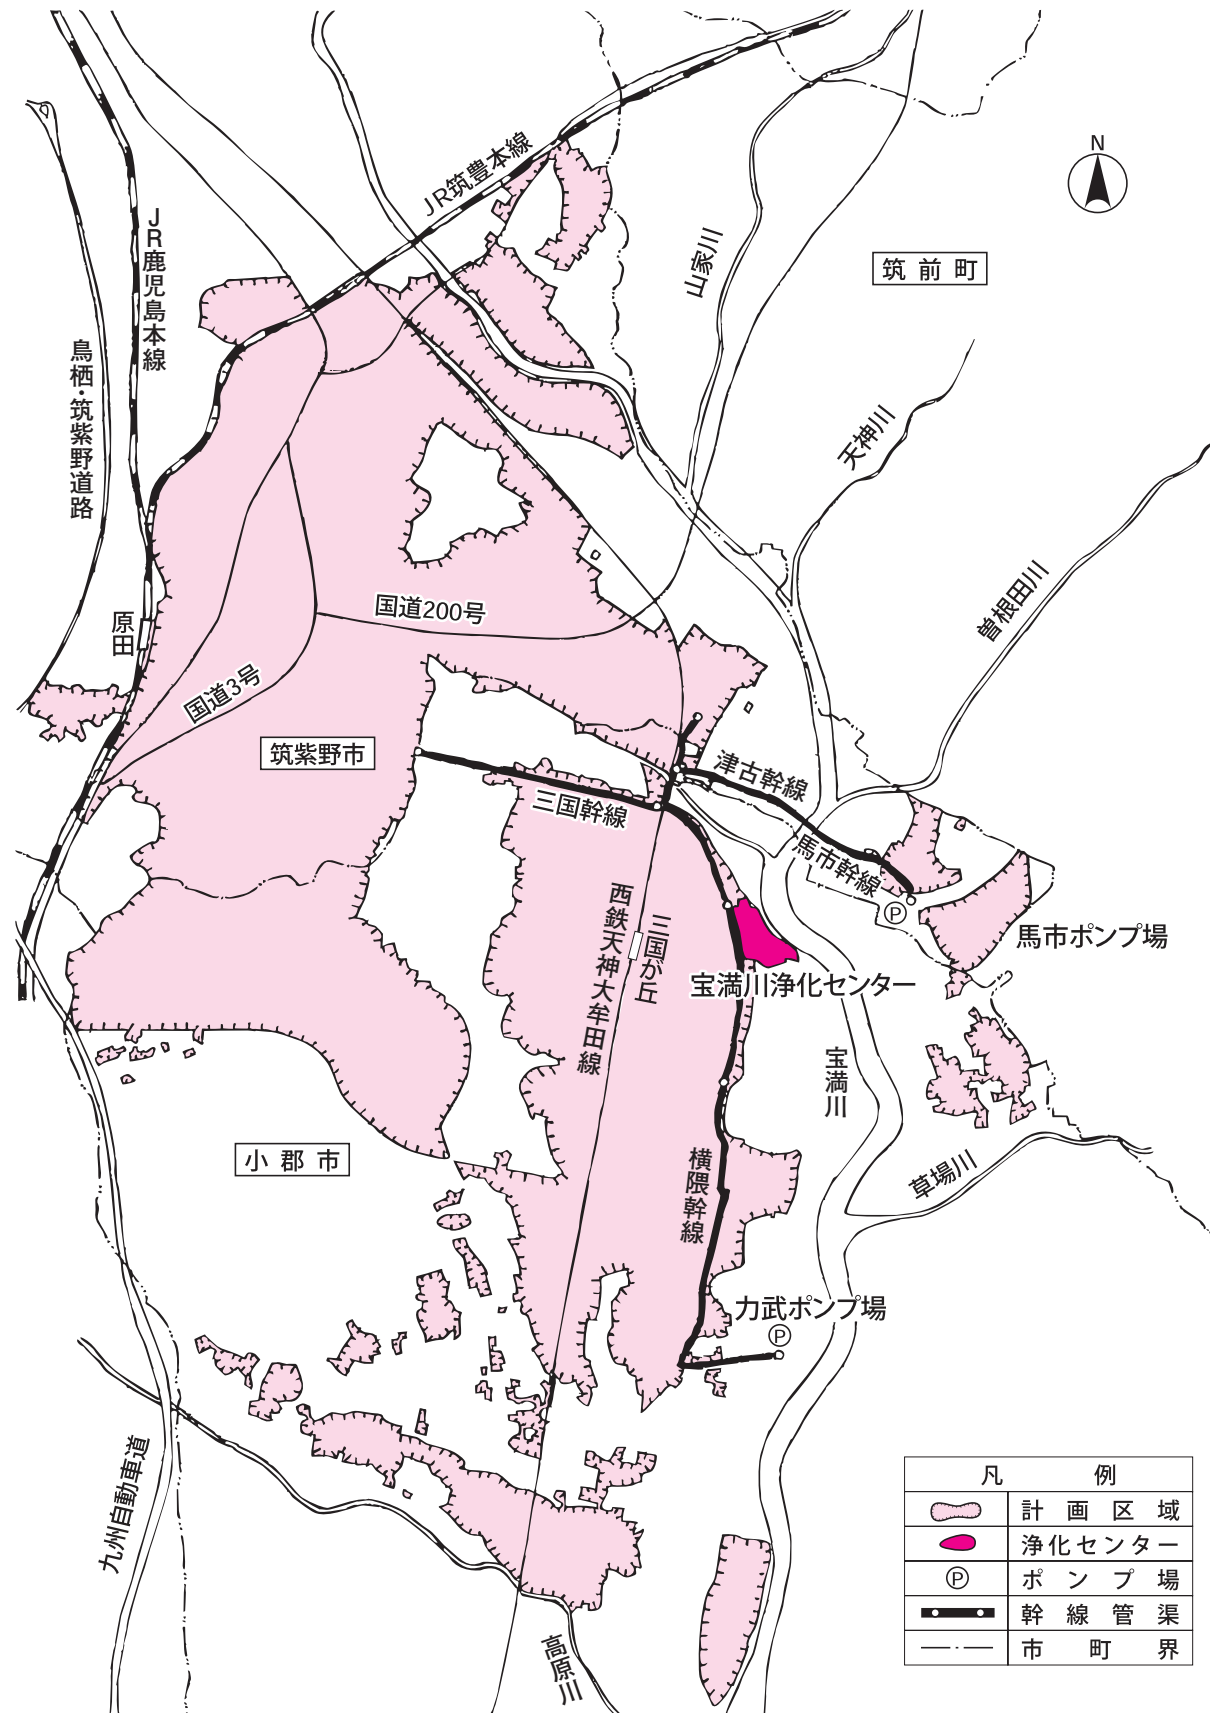 N
JR筑豊本線
JR鹿児島本線
鳥栖・筑紫野道路
山家川
筑前町
天神川
曽根田川
原田
国道200号
国道3号
筑紫野市
津古幹線
三国幹線
馬市幹線
P
馬市ポンプ場
西鉄天神大牟田線
三国が丘
宝満川浄化センター
宝満川
小郡市
横隈幹線
草場川
力武ポンプ場
P
九州自動車道
高原川
凡例
計画区域
浄化センター
P ポンプ場
幹線管渠
市町界